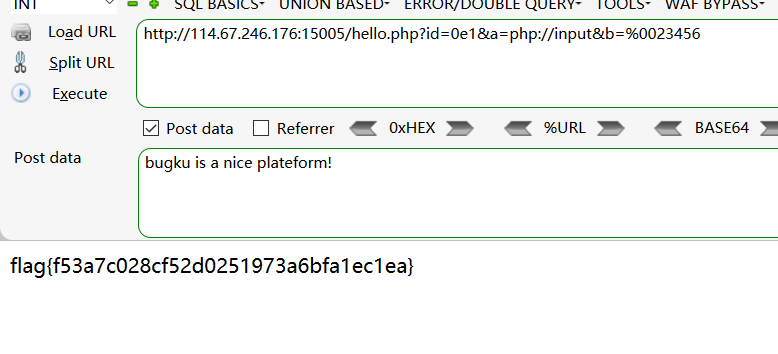 INT SQL BASICS UNION BASED ERROR/DOUBLE QUERY TOOLS WAF BYPASS
Load URL
http://114.67.246.176:15005/hello.php?id=0e1&a=php://input&b=%0023456
Split URL
Execute
Post data Referrer 0xHEX %URL BASE64
Post data
bugku is a nice plateform!
flag{f53a7c028cf52d0251973a6bfa1ec1ea}